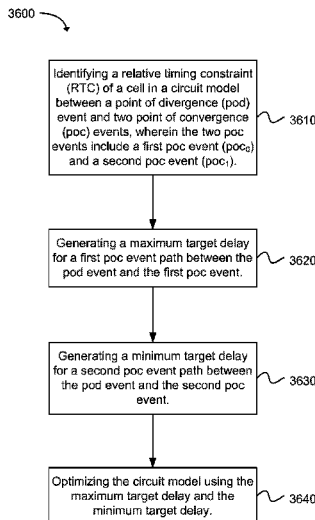 3600
Identifying a relative timing constraint
(RTC) of a cell in a circuit model
between a point of divergence (pod)
event and two point of convergence
(poc) events, wherein the two poc
events include a first poc event (poc₀)
and a second poc event (poc₁).
3610
Generating a maximum target delay
for a first poc event path between the
pod event and the first poc event.
3620
Generating a minimum target delay
for a second poc event path between
the pod event and the second poc
event.
3630
Optimizing the circuit model using the
maximum target delay and the
minimum target delay.
3640